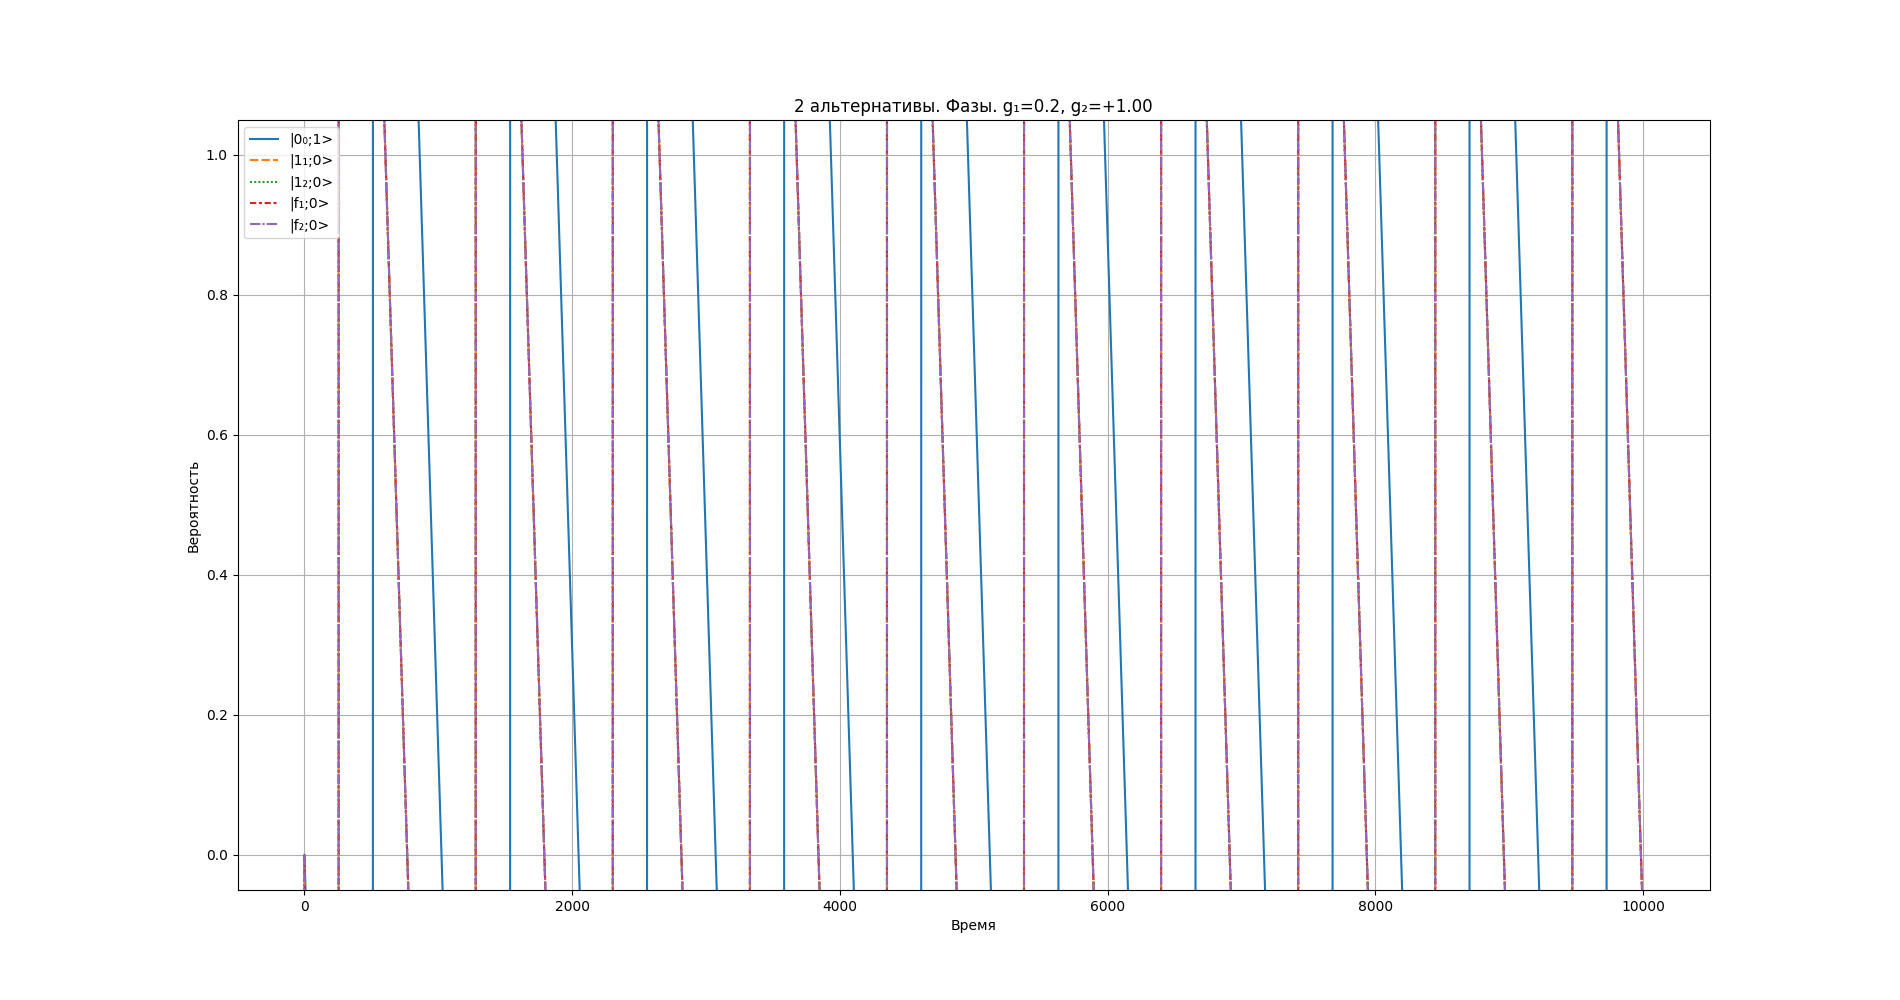 2 альтернативы. Фазы. g₁=0.2, g₂=+1.00
|0₀;1>
|1₁;0>
|1₂;0>
|f₁;0>
|f₂;0>
1.0
0.8
0.6
0.4
0.2
0.0
Вероятность
0 2000 4000 6000 8000 10000
Время